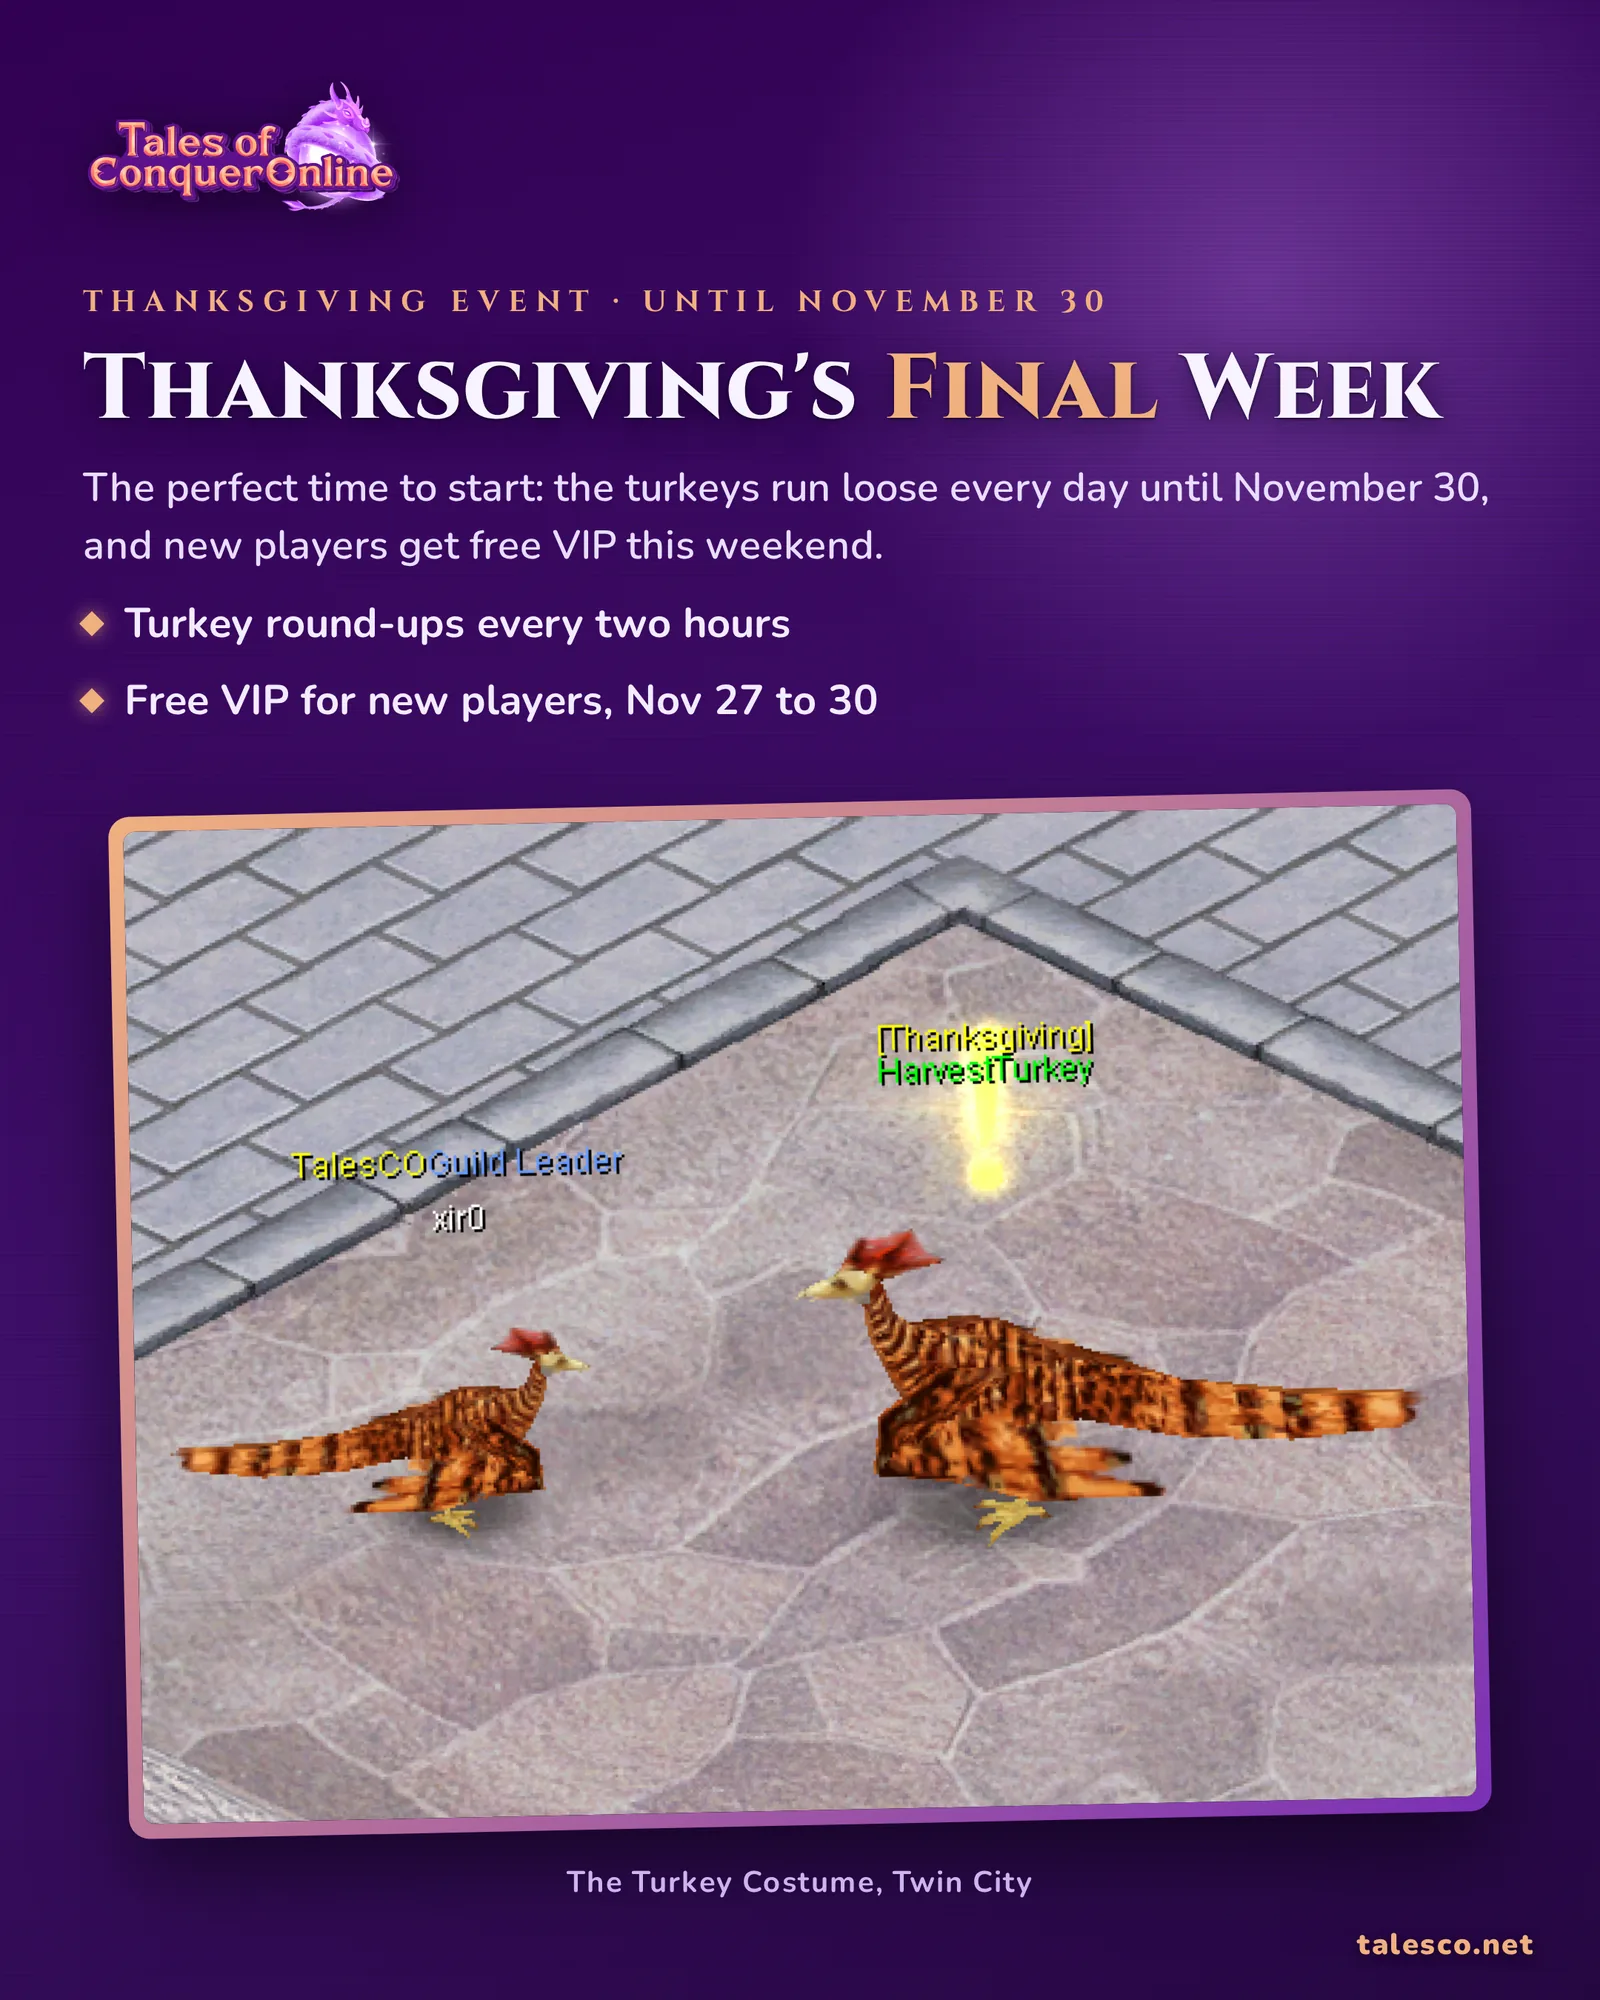 Tales of
ConquerOnline
THANKSGIVING EVENT · UNTIL NOVEMBER 30
THANKSGIVING'S FINAL WEEK
The perfect time to start: the turkeys run loose every day until November 30,
and new players get free VIP this weekend.
Turkey round-ups every two hours
Free VIP for new players, Nov 27 to 30
[Thanksgiving]
HarvestTurkey
TalesCOGuild Leader
xir0
The Turkey Costume, Twin City
talesco.net